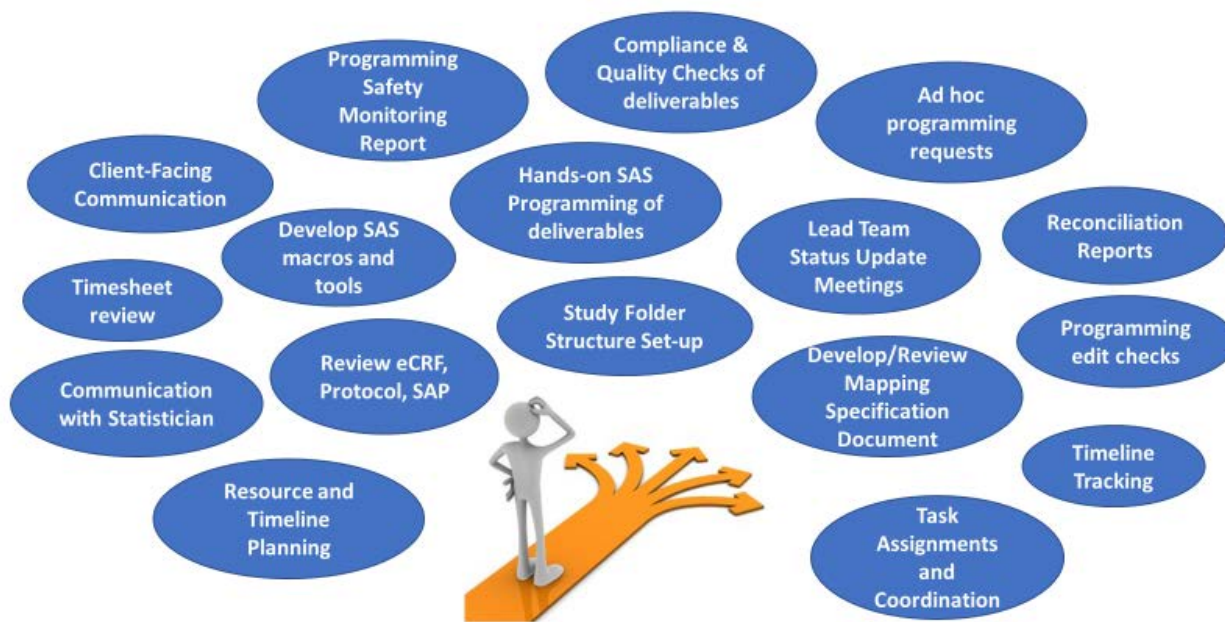 Programming
Safety
Monitoring
Report
Compliance &
Quality Checks of
deliverables
Ad hoc
programming
requests
Client-Facing
Communication
Hands-on SAS
Programming of
deliverables
Develop SAS
macros and
tools
Lead Team
Status Update
Meetings
Reconciliation
Reports
Timesheet
review
Study Folder
Structure Set-up
Programming
edit checks
Review eCRF,
Protocol, SAP
Develop/Review
Mapping
Specification
Document
Communication
with Statistician
Timeline
Tracking
Resource and
Timeline
Planning
Task
Assignments
and
Coordination